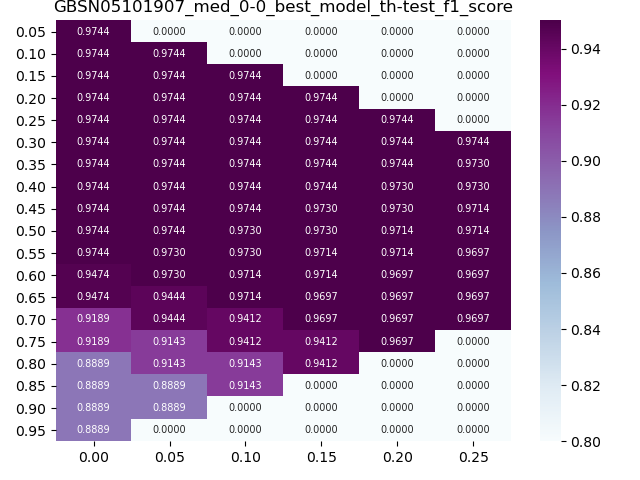 GBSN05101907_med_0-0_best_model_th-test_f1_score
0.05 0.9744 0.0000 0.0000 0.0000 0.0000 0.0000
0.10 0.9744 0.9744 0.0000 0.0000 0.0000 0.0000
0.15 0.9744 0.9744 0.9744 0.0000 0.0000 0.0000
0.20 0.9744 0.9744 0.9744 0.9744 0.0000 0.0000
0.25 0.9744 0.9744 0.9744 0.9744 0.9744 0.0000
0.30 0.9744 0.9744 0.9744 0.9744 0.9744 0.9744
0.35 0.9744 0.9744 0.9744 0.9744 0.9744 0.9730
0.40 0.9744 0.9744 0.9744 0.9744 0.9730 0.9730
0.45 0.9744 0.9744 0.9744 0.9730 0.9730 0.9714
0.50 0.9744 0.9744 0.9730 0.9730 0.9714 0.9714
0.55 0.9744 0.9730 0.9730 0.9714 0.9714 0.9697
0.60 0.9474 0.9730 0.9714 0.9714 0.9697 0.9697
0.65 0.9474 0.9444 0.9714 0.9697 0.9697 0.9697
0.70 0.9189 0.9444 0.9412 0.9697 0.9697 0.9697
0.75 0.9189 0.9143 0.9412 0.9412 0.9697 0.0000
0.80 0.8889 0.9143 0.9143 0.9412 0.0000 0.0000
0.85 0.8889 0.8889 0.9143 0.0000 0.0000 0.0000
0.90 0.8889 0.8889 0.0000 0.0000 0.0000 0.0000
0.95 0.8889 0.0000 0.0000 0.0000 0.0000 0.0000
0.00 0.05 0.10 0.15 0.20 0.25
0.94
0.92
0.90
0.88
0.86
0.84
0.82
0.80